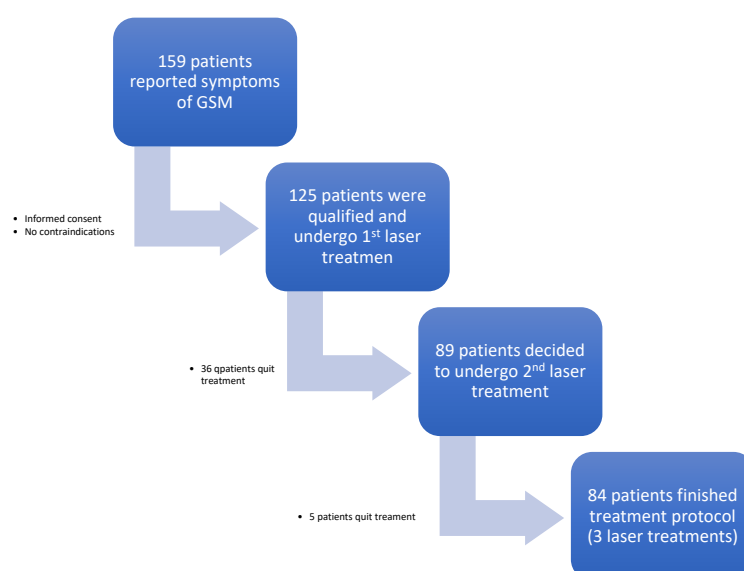 159 patients
reported symptoms
of GSM
• Informed consent
• No contraindications
125 patients were
qualified and
undergo 1st laser
treatmen
• 36 qpatients quit
treatment
89 patients decided
to undergo 2nd laser
treatment
• 5 patients quit treament
84 patients finished
treatment protocol
(3 laser treatments)